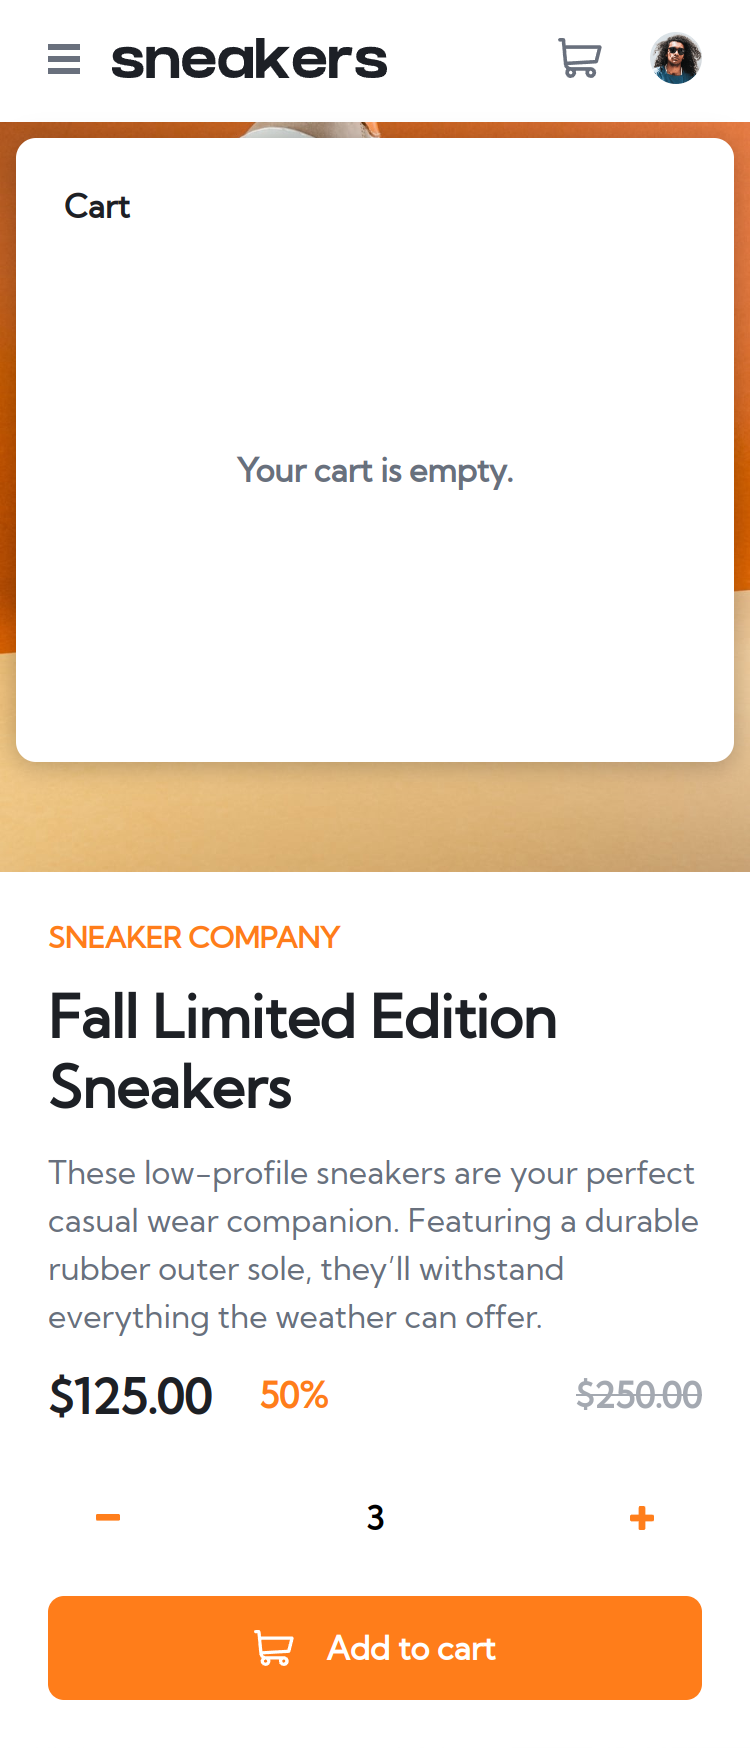 sneakers
Cart
Your cart is empty.
SNEAKER COMPANY
Fall Limited Edition
Sneakers
These low-profile sneakers are your perfect
casual wear companion. Featuring a durable
rubber outer sole, they’ll withstand
everything the weather can offer.
$125.00 50% $250.00
3
Add to cart